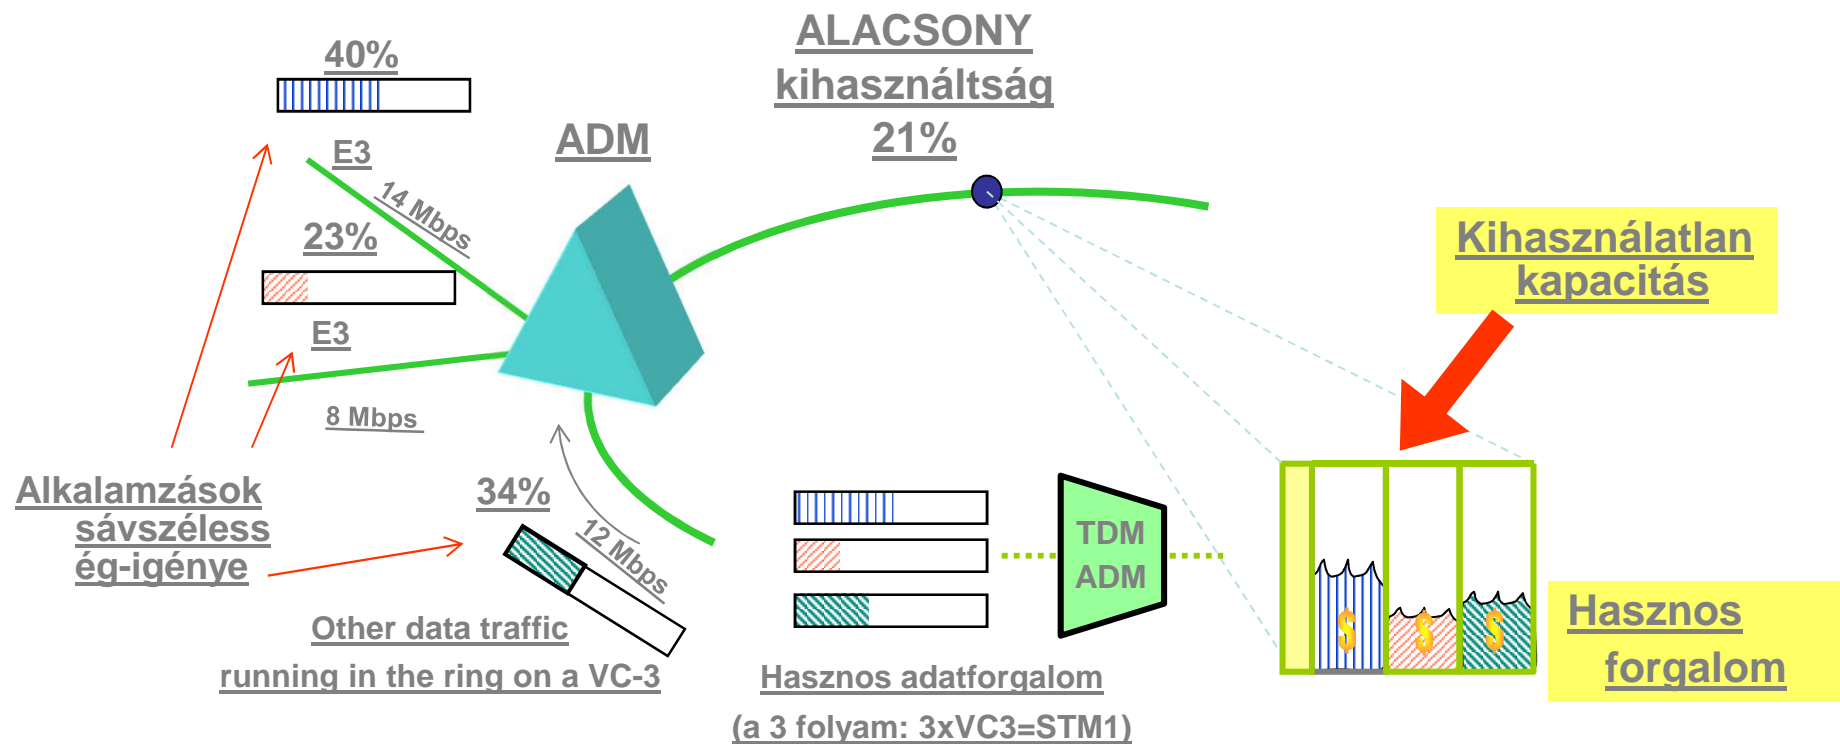 ALACSONY
kihasználtság
21%
40%
E3
14 Mbps
ADM
23%
E3
8 Mbps
Kihasználatlan
kapacitás
Alkalamzások
sávszéless
ég-igénye
34%
12 Mbps
Other data traffic
running in the ring on a VC-3
TDM
ADM
Hasznos adatforgalom
(a 3 folyam: 3xVC3=STM1)
$ $ $
Hasznos
forgalom